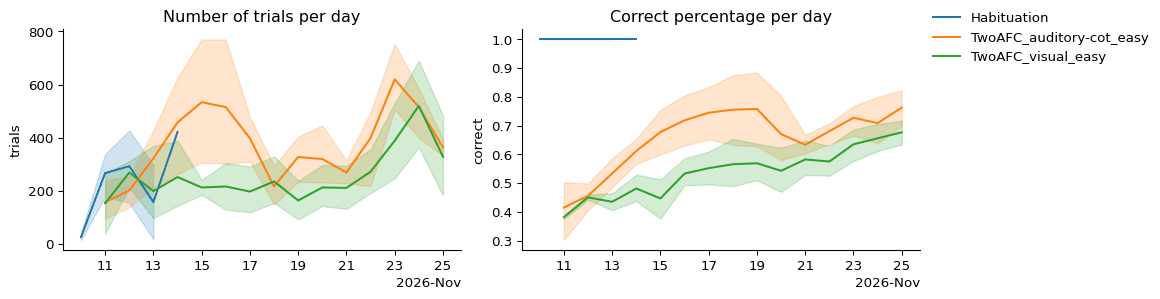 Number of trials per day
trials
800
600
400
200
0
11 13 15 17 19 21 23 25
2026-Nov
Correct percentage per day
correct
1.0
0.9
0.8
0.7
0.6
0.5
0.4
0.3
11 13 15 17 19 21 23 25
2026-Nov
Habituation
TwoAFC_auditory-cot_easy
TwoAFC_visual_easy